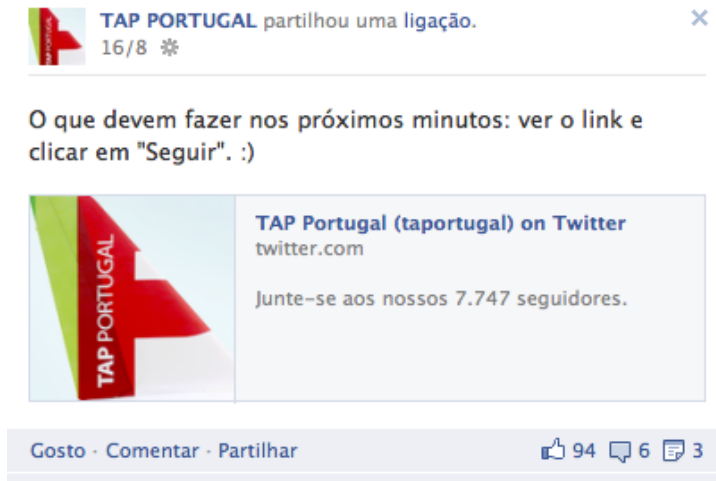 TAP PORTUGAL partilhou uma ligação.
16/8
O que devem fazer nos próximos minutos: ver o link e
clicar em "Seguir". :)
TAP PORTUGAL
TAP Portugal (taportugal) on Twitter
twitter.com
Junte-se aos nossos 7.747 seguidores.
Gosto · Comentar · Partilhar 94 6 3